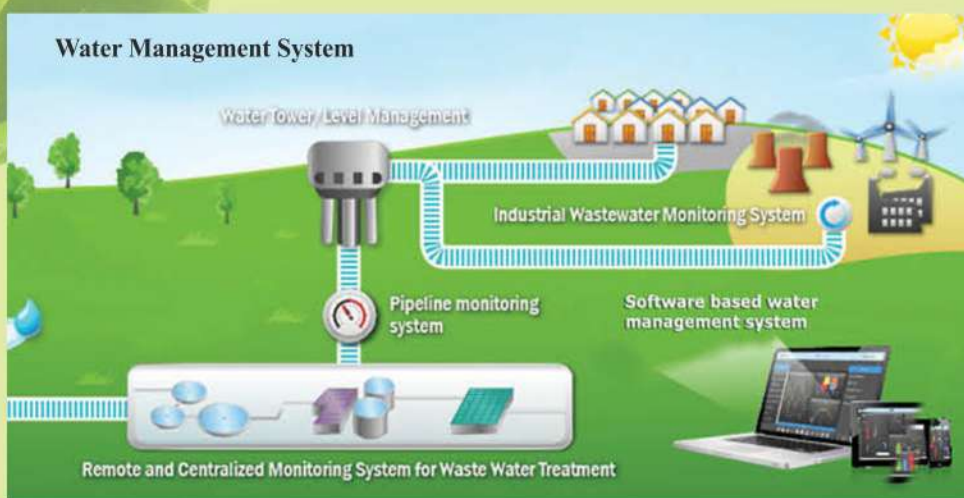 Water Management System
Water Tower/Level Management
Industrial Wastewater Monitoring System
Pipeline monitoring
system
Software based water
management system
Remote and Centralized Monitoring System for Waste Water Treatment